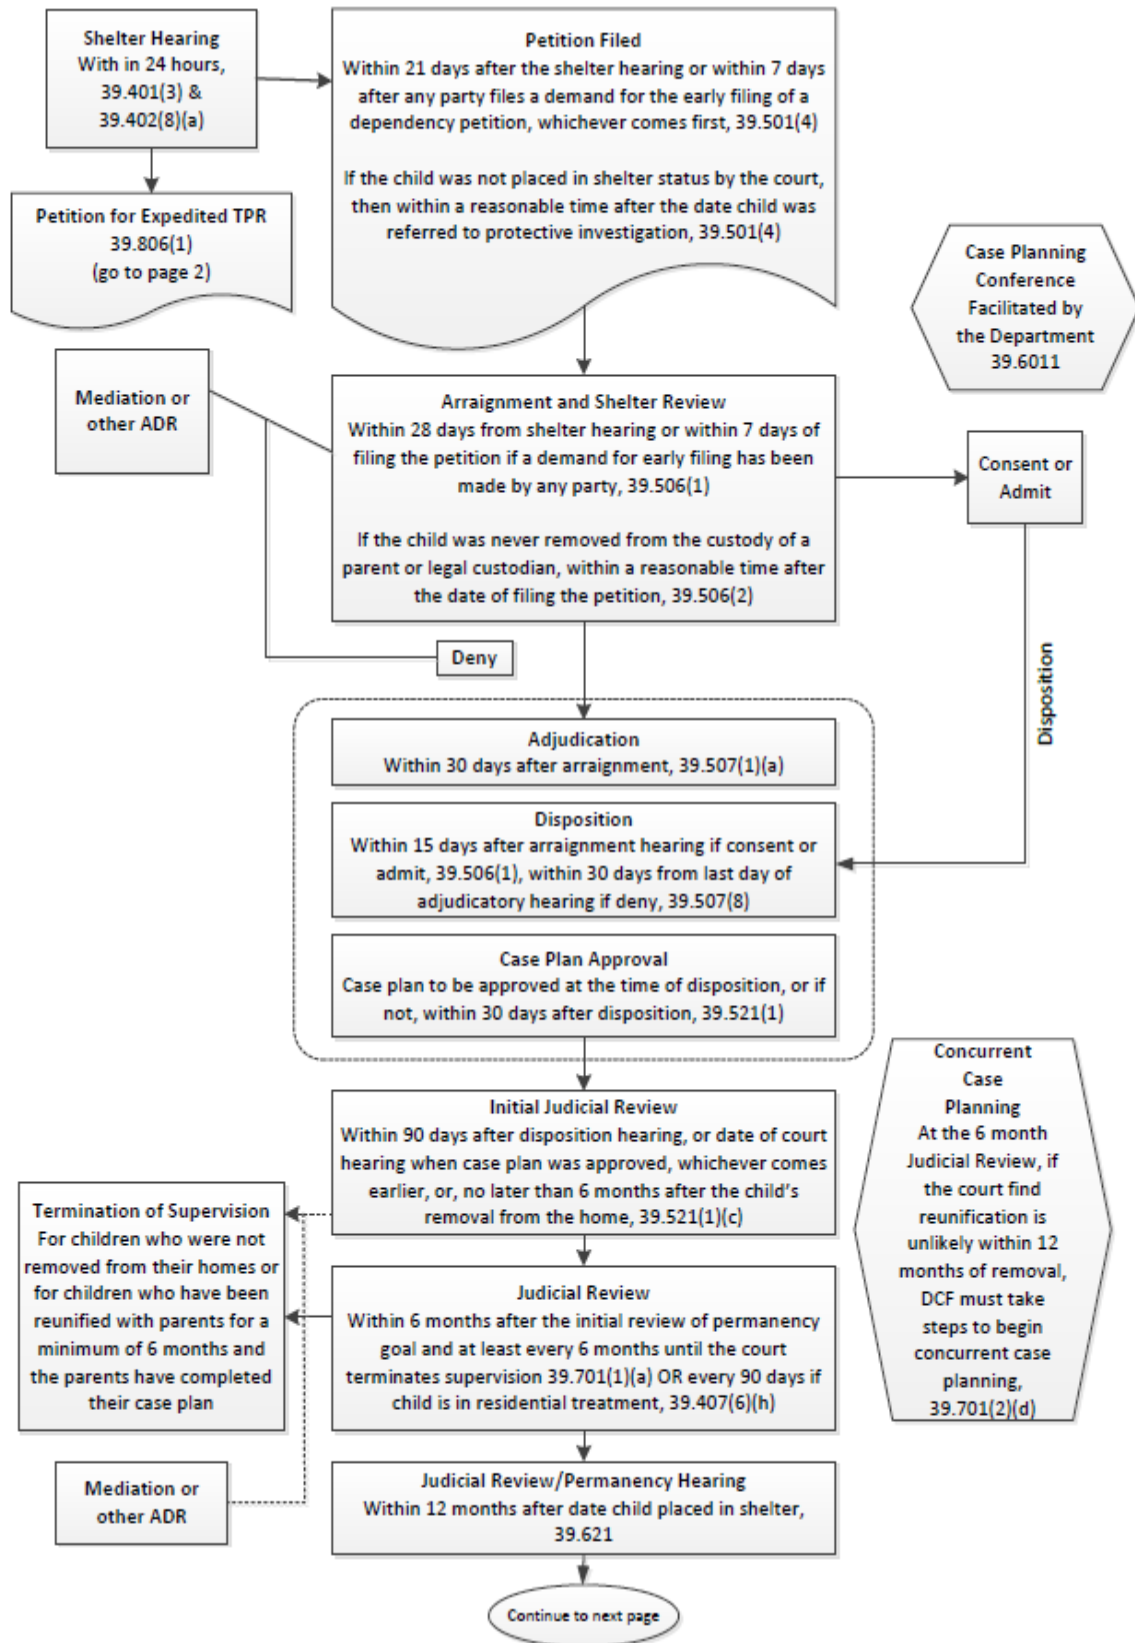 Shelter Hearing
With in 24 hours,
39.401(3) &
39.402(8)(a)
Petition Filed
Within 21 days after the shelter hearing or within 7 days
after any party files a demand for the early filing of a
dependency petition, whichever comes first, 39.501(4)
If the child was not placed in shelter status by the court,
then within a reasonable time after the date child was
referred to protective investigation, 39.501(4)
Petition for Expedited TPR
39.806(1)
(go to page 2)
Case Planning
Conference
Facilitated by
the Department
39.6011
Mediation or
other ADR
Arraignment and Shelter Review
Within 28 days from shelter hearing or within 7 days of
filing the petition if a demand for early filing has been
made by any party, 39.506(1)
If the child was never removed from the custody of a
parent or legal custodian, within a reasonable time after
the date of filing the petition, 39.506(2)
Consent or
Admit
Deny
Disposition
Adjudication
Within 30 days after arraignment, 39.507(1)(a)
Disposition
Within 15 days after arraignment hearing if consent or
admit, 39.506(1), within 30 days from last day of
adjudicatory hearing if deny, 39.507(8)
Case Plan Approval
Case plan to be approved at the time of disposition, or if
not, within 30 days after disposition, 39.521(1)
Initial Judicial Review
Within 90 days after disposition hearing, or date of court
hearing when case plan was approved, whichever comes
earlier, or, no later than 6 months after the child's
removal from the home, 39.521(1)(c)
Concurrent
Case
Planning
At the 6 month
Judicial Review, if
the court find
reunification is
unlikely within 12
months of removal,
DCF must take
steps to begin
concurrent case
planning,
39.701(2)(d)
Termination of Supervision
For children who were not
removed from their homes or
for children who have been
reunified with parents for a
minimum of 6 months and
the parents have completed
their case plan
Judicial Review
Within 6 months after the initial review of permanency
goal and at least every 6 months until the court
terminates supervision 39.701(1)(a) OR every 90 days if
child is in residential treatment, 39.407(6)(h)
Mediation or
other ADR
Judicial Review/Permanency Hearing
Within 12 months after date child placed in shelter,
39.621
Continue to next page